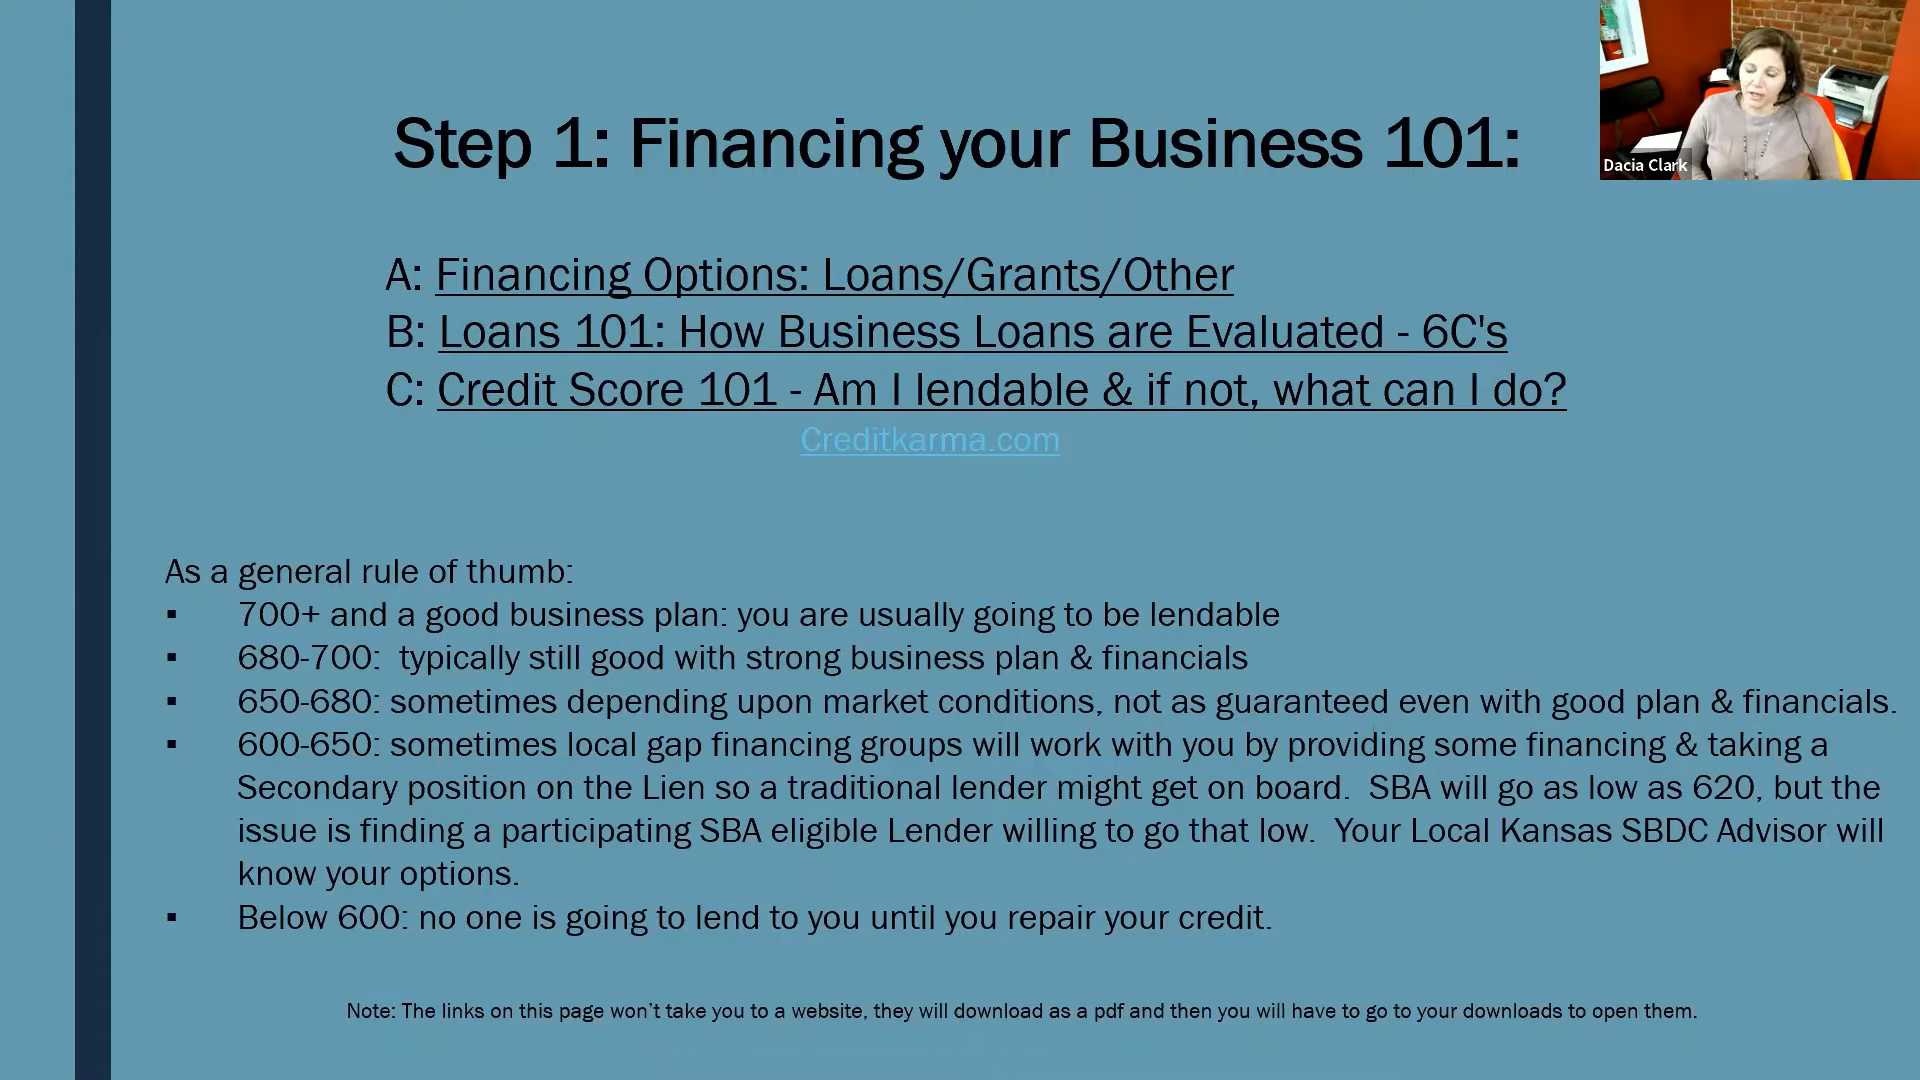 Step 1: Financing your Business 101:
Dacia Clark
A: Financing Options: Loans/Grants/Other
B: Loans 101: How Business Loans are Evaluated - 6C's
C: Credit Score 101 - Am I lendable & if not, what can I do?
Creditkarma.com
As a general rule of thumb:
▪ 700+ and a good business plan: you are usually going to be lendable
▪ 680-700:  typically still good with strong business plan & financials
▪ 650-680: sometimes depending upon market conditions, not as guaranteed even with good plan & financials.
▪ 600-650: sometimes local gap financing groups will work with you by providing some financing & taking a
Secondary position on the Lien so a traditional lender might get on board.  SBA will go as low as 620, but the
issue is finding a participating SBA eligible Lender willing to go that low.  Your Local Kansas SBDC Advisor will
know your options.
▪ Below 600: no one is going to lend to you until you repair your credit.
Note: The links on this page won’t take you to a website, they will download as a pdf and then you will have to go to your downloads to open them.